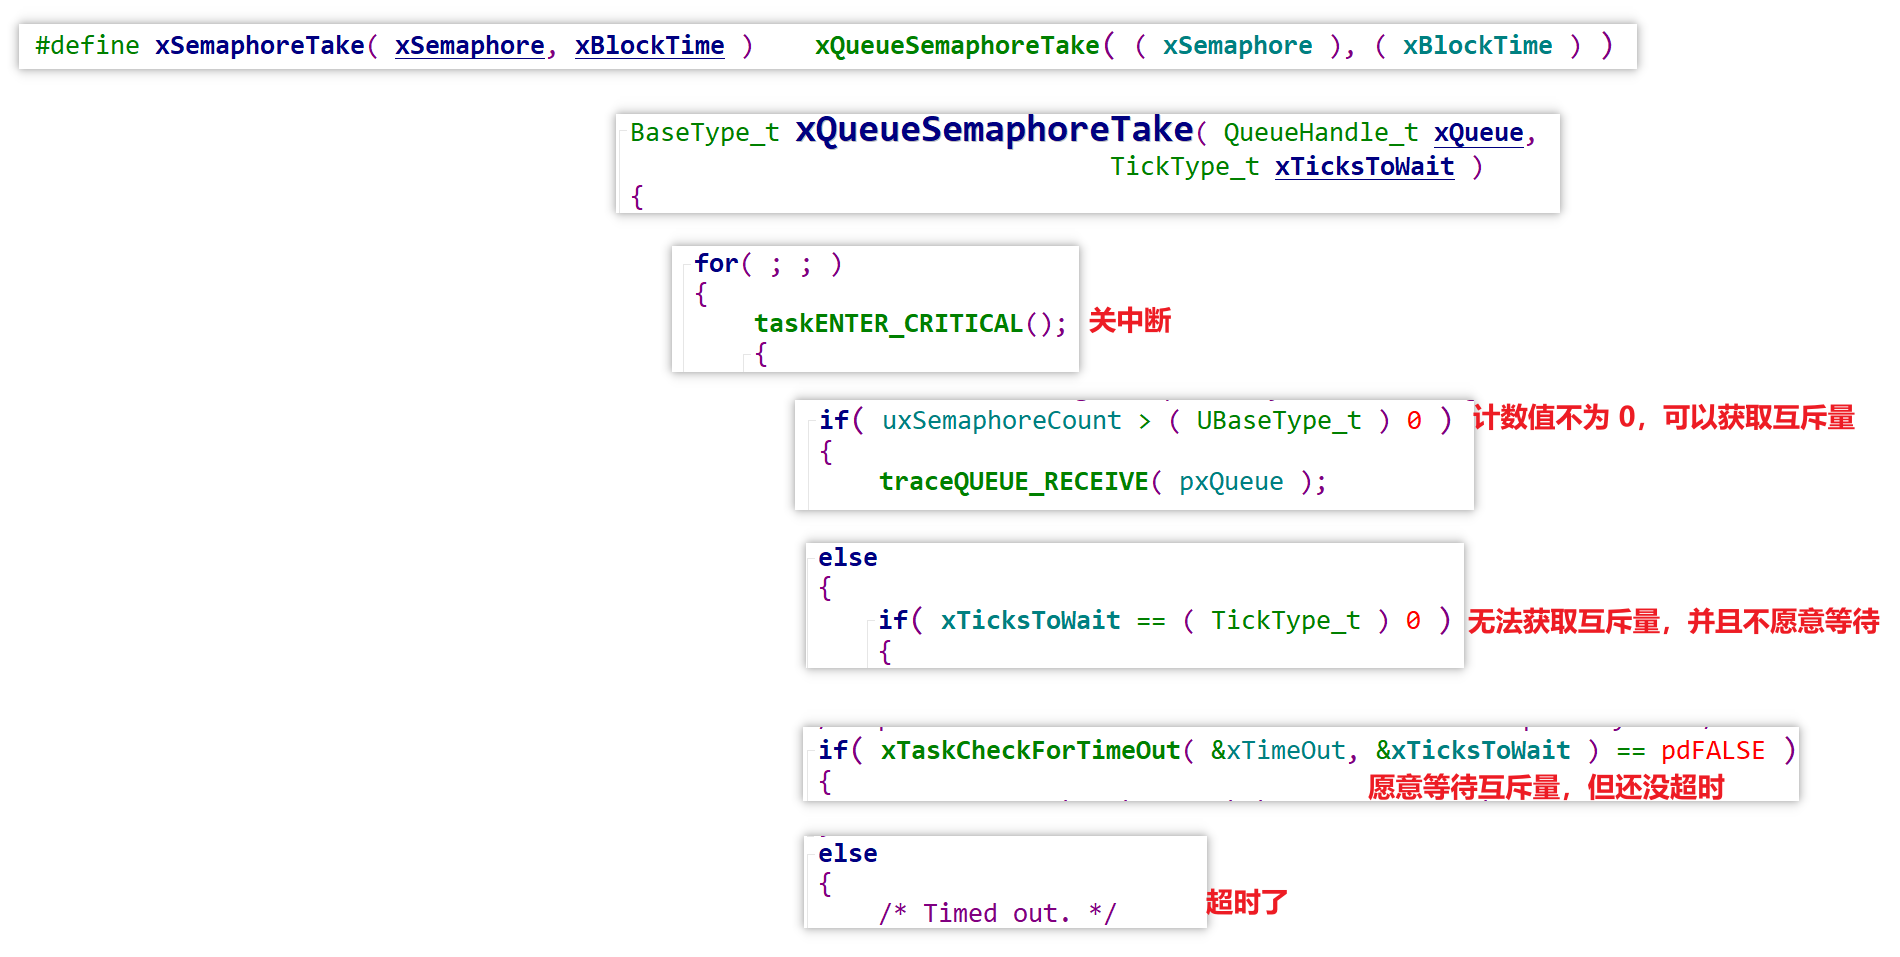 #define xSemaphoreTake( xSemaphore, xBlockTime )    xQueueSemaphoreTake( ( xSemaphore ), ( xBlockTime ) )
BaseType_t xQueueSemaphoreTake( QueueHandle_t xQueue,
TickType_t xTicksToWait )
{
for( ; ; )
{
taskENTER_CRITICAL(); 关中断
{
if( uxSemaphoreCount > ( UBaseType_t ) 0 ) 计数值不为 0，可以获取互斥量
{
traceQUEUE_RECEIVE( pxQueue );
else
{
if( xTicksToWait == ( TickType_t ) 0 ) 无法获取互斥量，并且不愿意等待
{
if( xTaskCheckForTimeOut( &xTimeOut, &xTicksToWait ) == pdFALSE )
{ 愿意等待互斥量，但还没超时
else
{
/* Timed out. */ 超时了